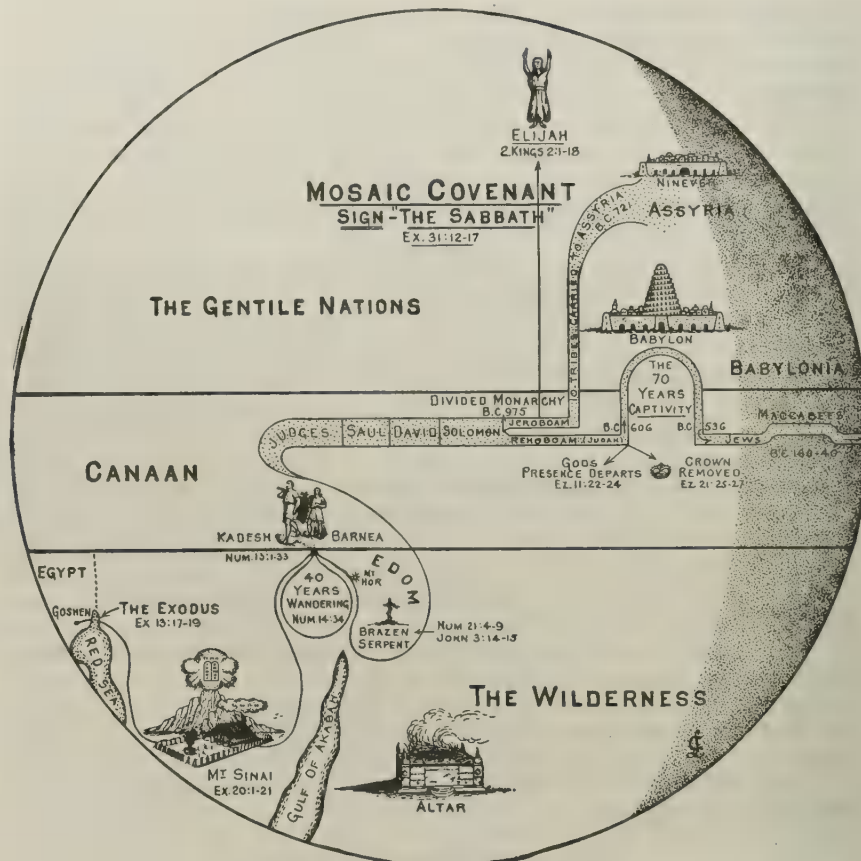 ELIJAH
2 KINGS 2:1-18
MOSAIC COVENANT
SIGN-"THE SABBATH"
EX. 31:12-17
NINEVEH
ASSYRIA
10 TRIBES CARRIED TO ASSYRIA
B.C. 721
THE GENTILE NATIONS
BABYLON
BABYLONIA
THE
70
YEARS
CAPTIVITY
DIVIDED MONARCHY
B.C. 975
JUDGES
SAUL
DAVID
SOLOMON
JEROBOAM
REHOBOAM (JUDAH)
B.C. 606
B.C. 536
JEWS
MACCABEES
B.C. 166-40
CANAAN
GODS
PRESENCE DEPARTS
EZ. 11:22-24
CROWN
REMOVED
EZ. 21:25-27
KADESH BARNEA
NUM. 13:1-33
EGYPT
GOSHEN
THE EXODUS
EX 13:17-19
RED SEA
40
YEARS
WANDERING
NUM. 14:34
MT
HOR
EDOM
BRAZEN
SERPENT
NUM 21:4-9
JOHN 3:14-15
THE WILDERNESS
MT SINAI
EX. 20:1-21
GULF OF AKABAH
ALTAR